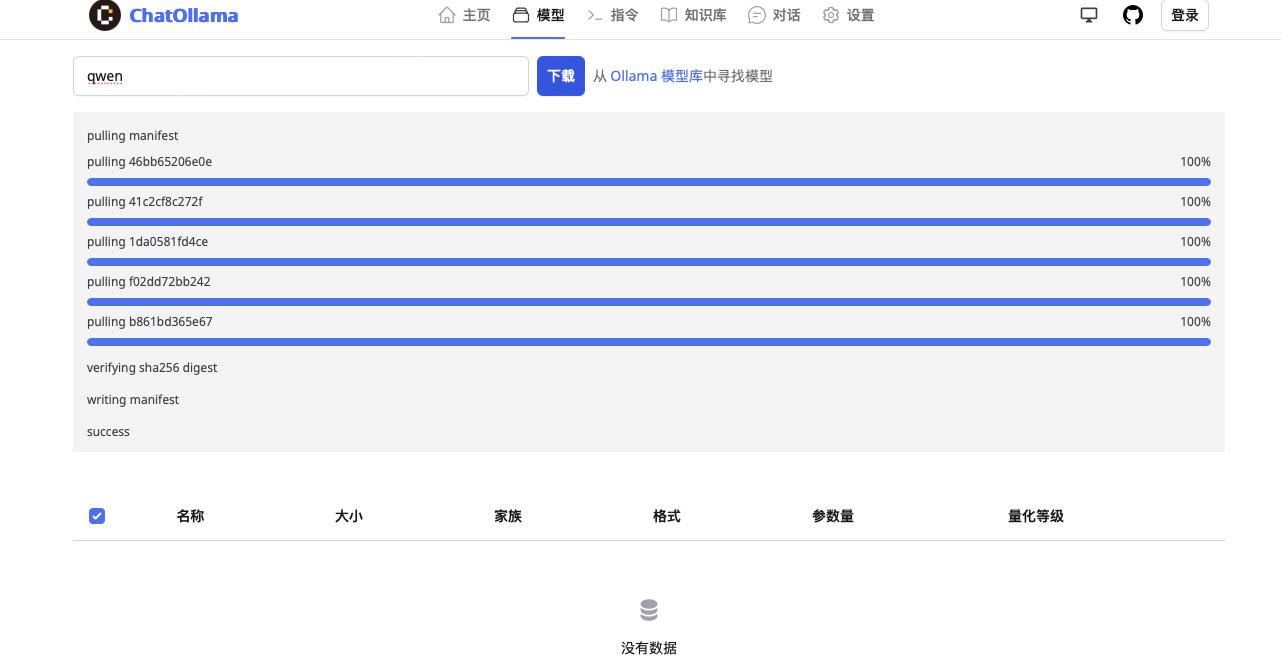 ChatOllama 主页 模型 指令 知识库 对话 设置 登录
qwen 下载 从 Ollama 模型库中寻找模型
pulling manifest
pulling 46bb65206e0e 100%
pulling 41c2cf8c272f 100%
pulling 1da0581fd4ce 100%
pulling f02dd72bb242 100%
pulling b861bd365e67 100%
verifying sha256 digest
writing manifest
success
名称 大小 家族 格式 参数量 量化等级
没有数据